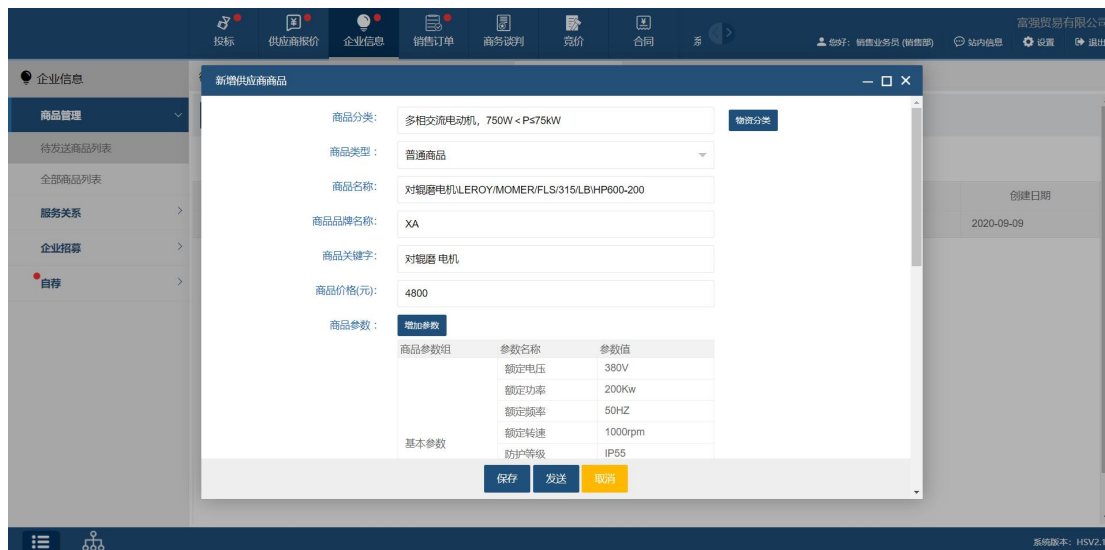 富强贸易有限公司
投标 供应商报价 企业信息 销售订单 商务谈判 竞价 合同
您好：销售业务员 (销售部) 站内信息 设置 退出
企业信息
新增供应商商品
商品管理
待发送商品列表
全部商品列表
服务关系
企业招募
自荐
商品分类: 多相交流电动机，750W＜P≤75kW 物资分类
商品类型： 普通商品
商品名称: 对辊磨电机\LEROY/MOMER/FLS/315/LB\HP600-200
商品品牌名称: XA
商品关键字: 对辊磨 电机
商品价格(元): 4800
商品参数： 增加参数
商品参数组 参数名称 参数值
额定电压 380V
额定功率 200Kw
额定频率 50HZ
额定转速 1000rpm
基本参数
防护等级 IP55
保存 发送 取消
创建日期
2020-09-09
系统版本：HSV2.1